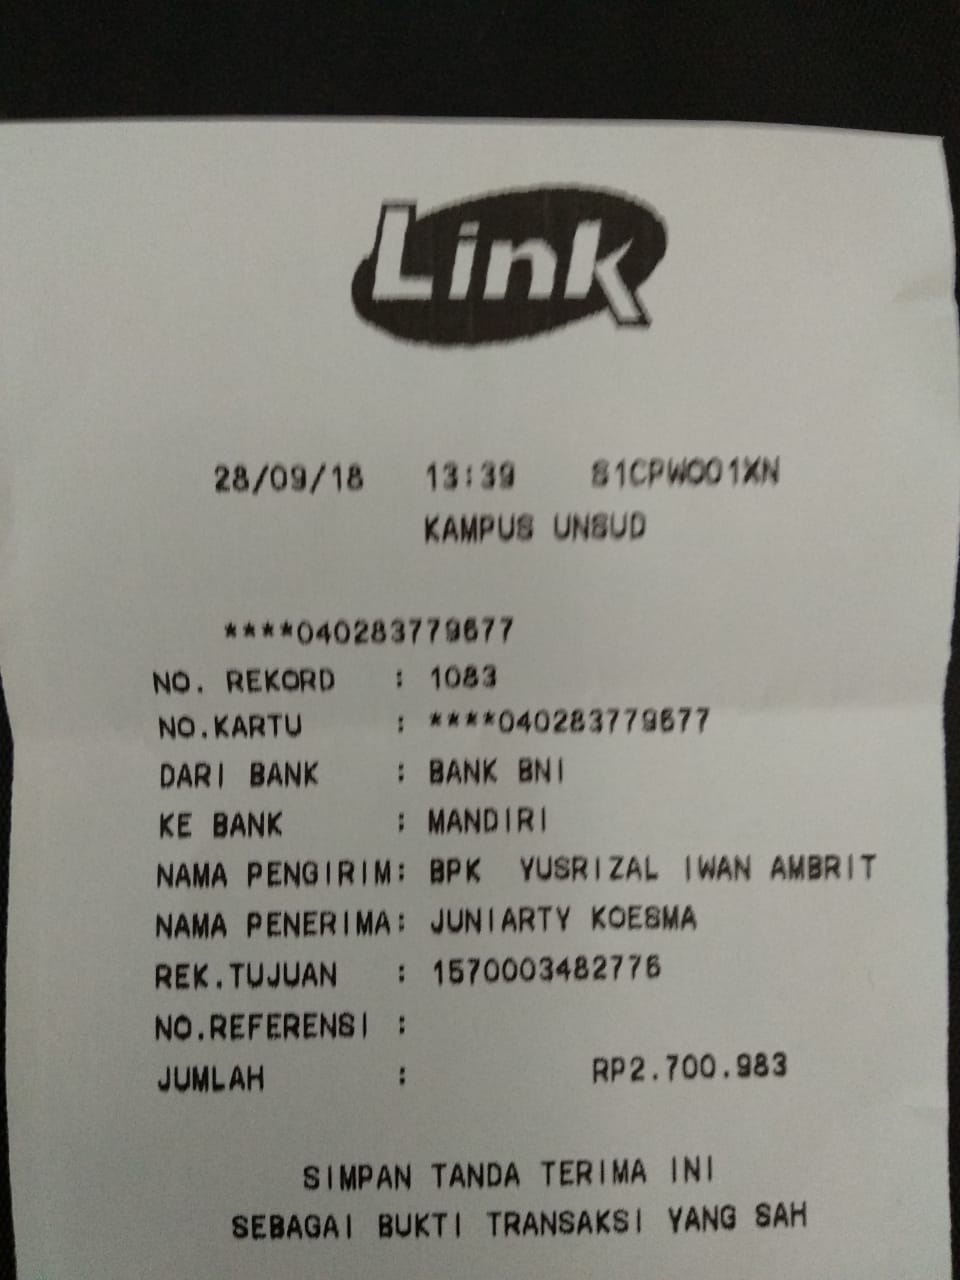 Link
28/09/18 13:39 S1CPW001XN
KAMPUS UNSUD
****040283779677
NO. REKORD : 1083
NO.KARTU : ****040283779677
DARI BANK : BANK BNI
KE BANK : MANDIRI
NAMA PENGIRIM: BPK YUSRIZAL IWAN AMBRIT
NAMA PENERIMA: JUNIARTY KOESMA
REK.TUJUAN : 1570003482776
NO.REFERENSI :
JUMLAH : RP2.700.983
SIMPAN TANDA TERIMA INI
SEBAGAI BUKTI TRANSAKSI YANG SAH